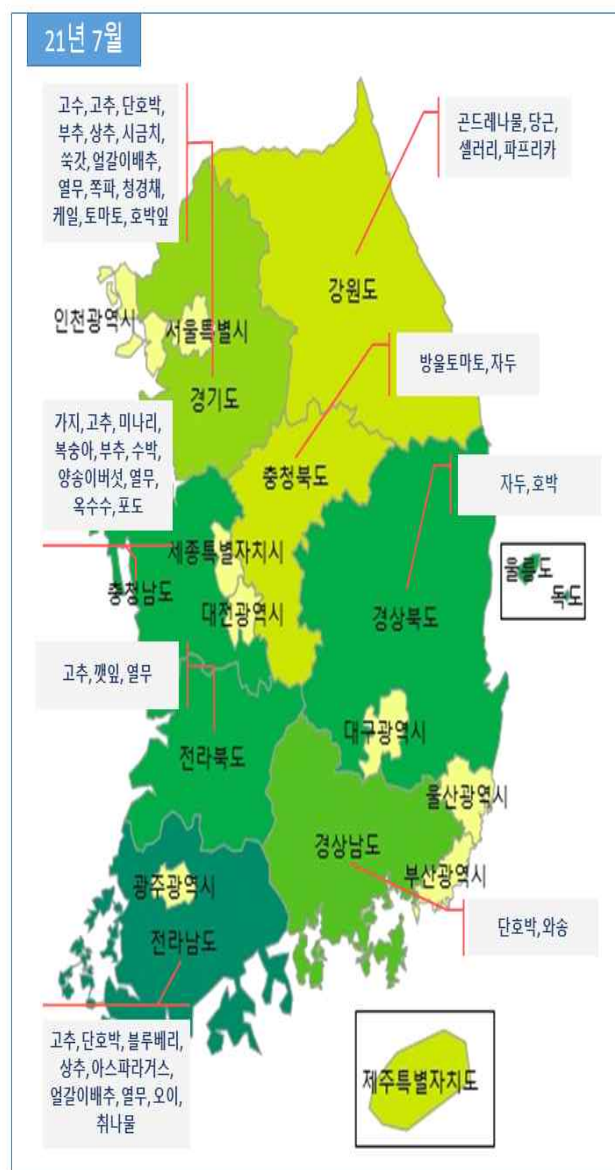 21년 7월
고수, 고추, 단호박,
부추, 상추, 시금치,
쑥갓, 얼갈이배추,
열무, 쪽파, 청경채,
케일, 토마토, 호박잎
곤드레나물, 당근,
셀러리, 파프리카
강원도
인천광역시
서울특별시
경기도
방울토마토, 자두
가지, 고추, 미나리,
복숭아, 부추, 수박,
양송이버섯, 열무,
옥수수, 포도
충청북도
자두, 호박
세종특별자치시
충청남도
대전광역시
경상북도
울릉도
독도
고추, 깻잎, 열무
전라북도
대구광역시
울산광역시
경상남도
부산광역시
광주광역시
전라남도
단호박, 와송
고추, 단호박, 블루베리,
상추, 아스파라거스,
얼갈이배추, 열무, 오이,
취나물
제주특별자치도